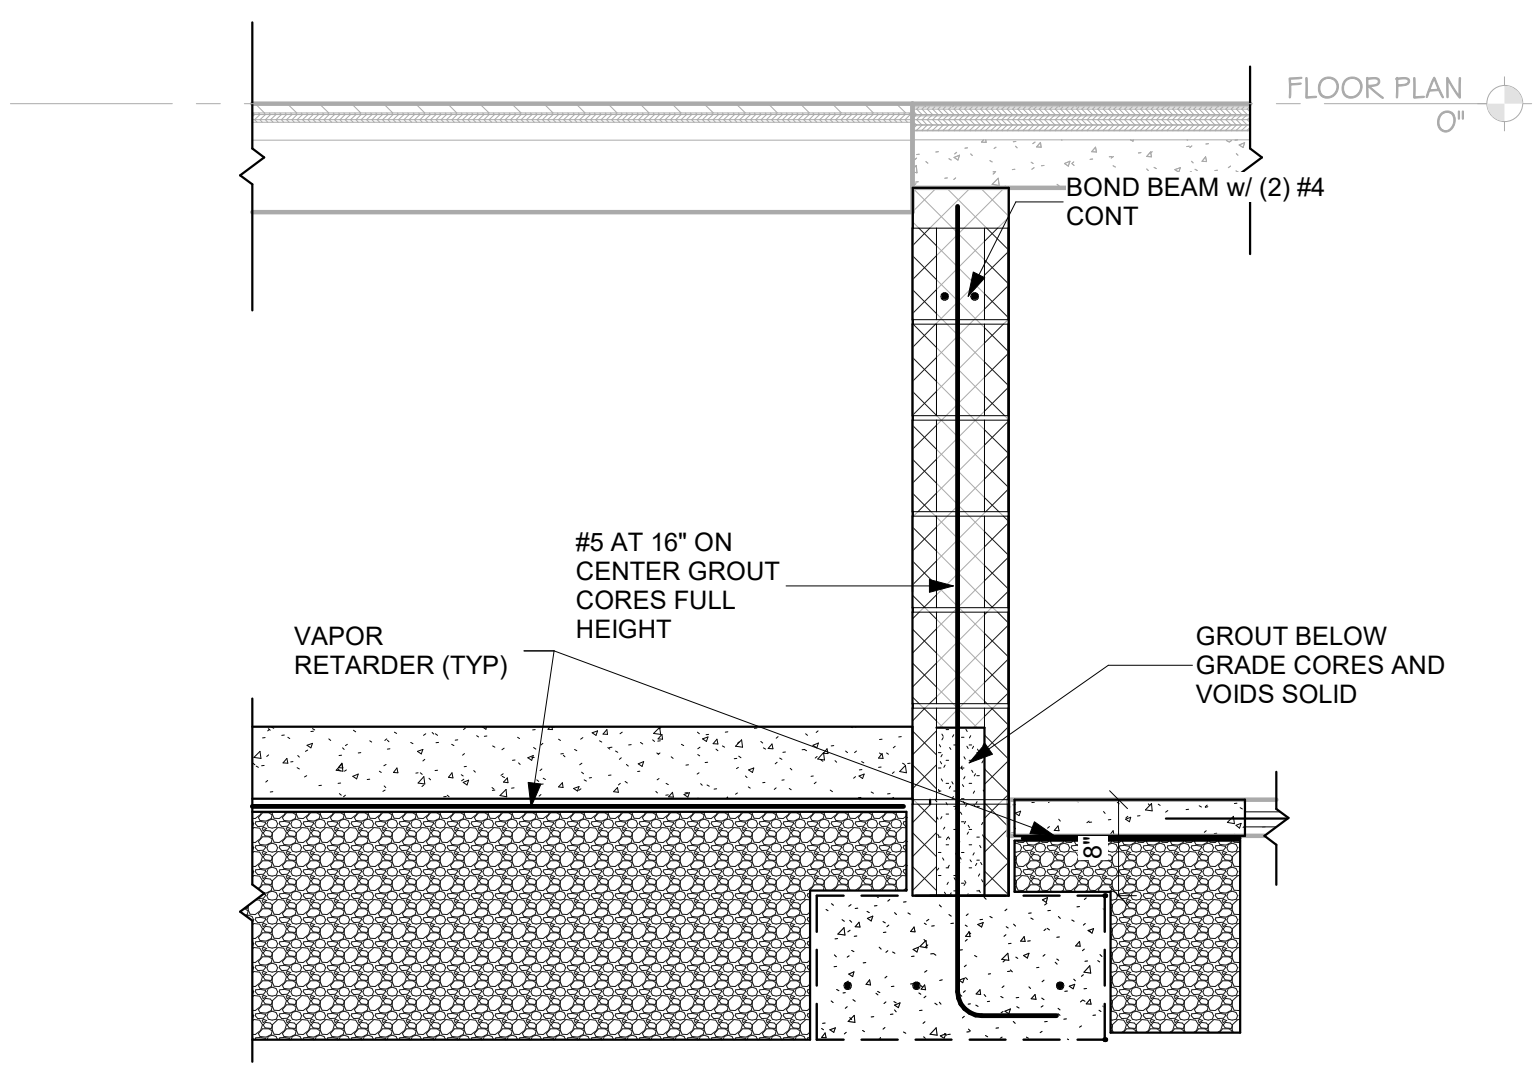 FLOOR PLAN
0"
BOND BEAM w/ (2) #4
CONT
#5 AT 16" ON
CENTER GROUT
CORES FULL
HEIGHT
VAPOR
RETARDER (TYP)
GROUT BELOW
GRADE CORES AND
VOIDS SOLID
8"